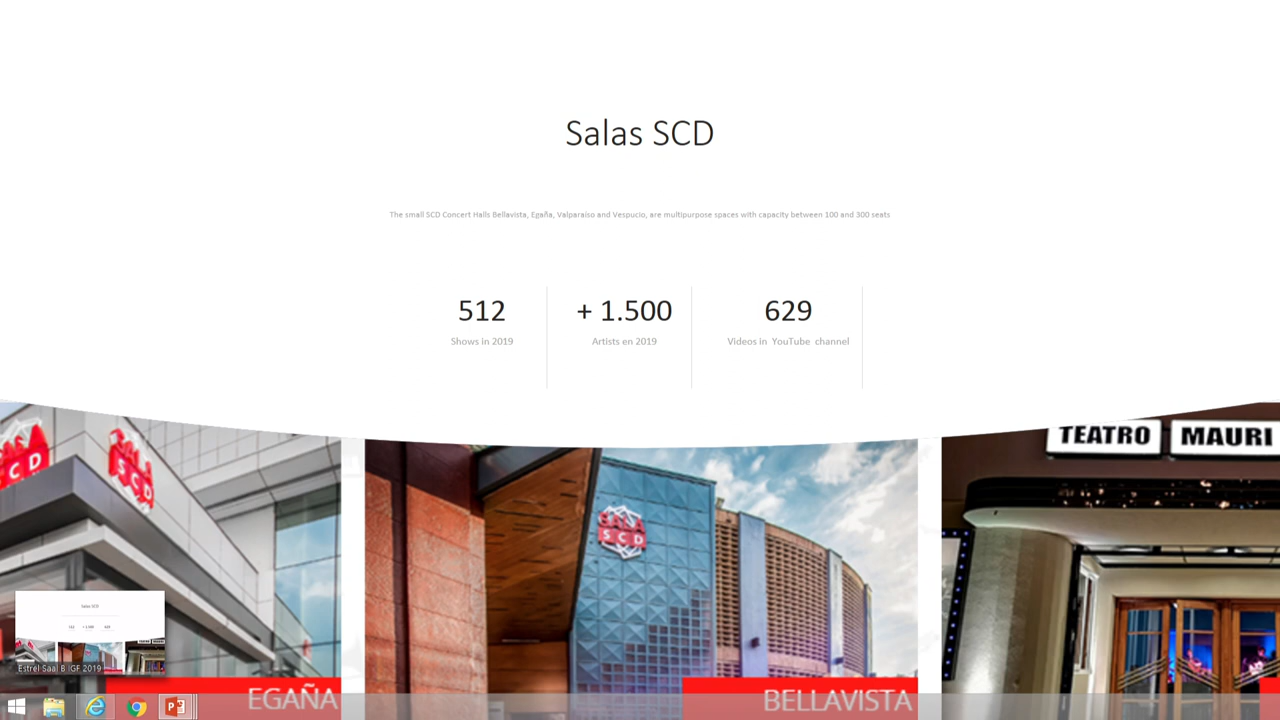 Salas SCD
The small SCD Concert Halls Bellavista, Egaña, Valparaiso and Vespucio, are multipurpose spaces with capacity between 100 and 300 seats
512
Shows in 2019
+ 1.500
Artists en 2019
629
Videos in YouTube channel
SALA
SCD
SALA
SCD
TEATRO MAURI
EGAÑA
BELLAVISTA
Salas SCD
Estrel Saal B IGF 2019